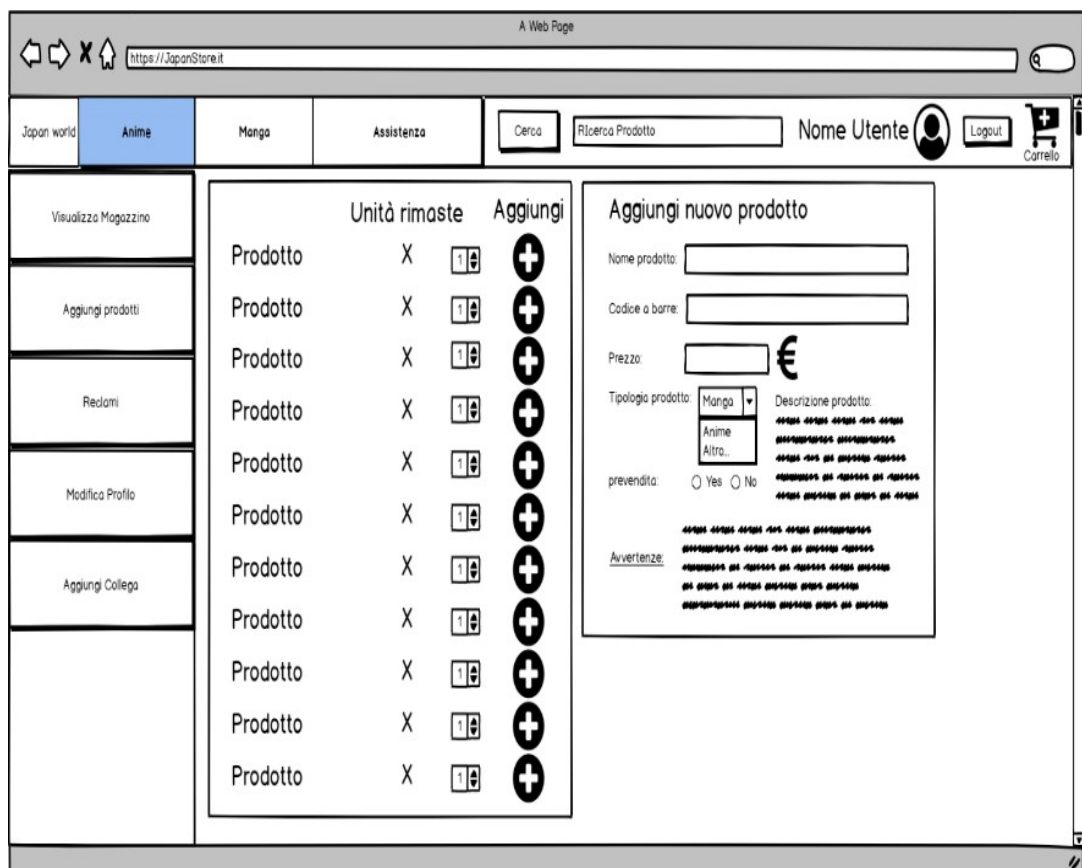 A Web Page
https://JapanStore.it
Japan world Anime Manga Assistenza Cerca RIcerca Prodotto Nome Utente Logout
Carrello
Visualizza Magazzino
Aggiungi prodotti
Reclami
Modifica Profilo
Aggiungi Collega
Unità rimaste Aggiungi
Prodotto X 1
Prodotto X 1
Prodotto X 1
Prodotto X 1
Prodotto X 1
Prodotto X 1
Prodotto X 1
Prodotto X 1
Prodotto X 1
Prodotto X 1
Prodotto X 1
Aggiungi nuovo prodotto
Nome prodotto:
Codice a barre:
Prezzo: €
Tipologia prodotto: Manga
Anime
Altro..
Descrizione prodotto:
prevendita: Yes No
Avvertenze: